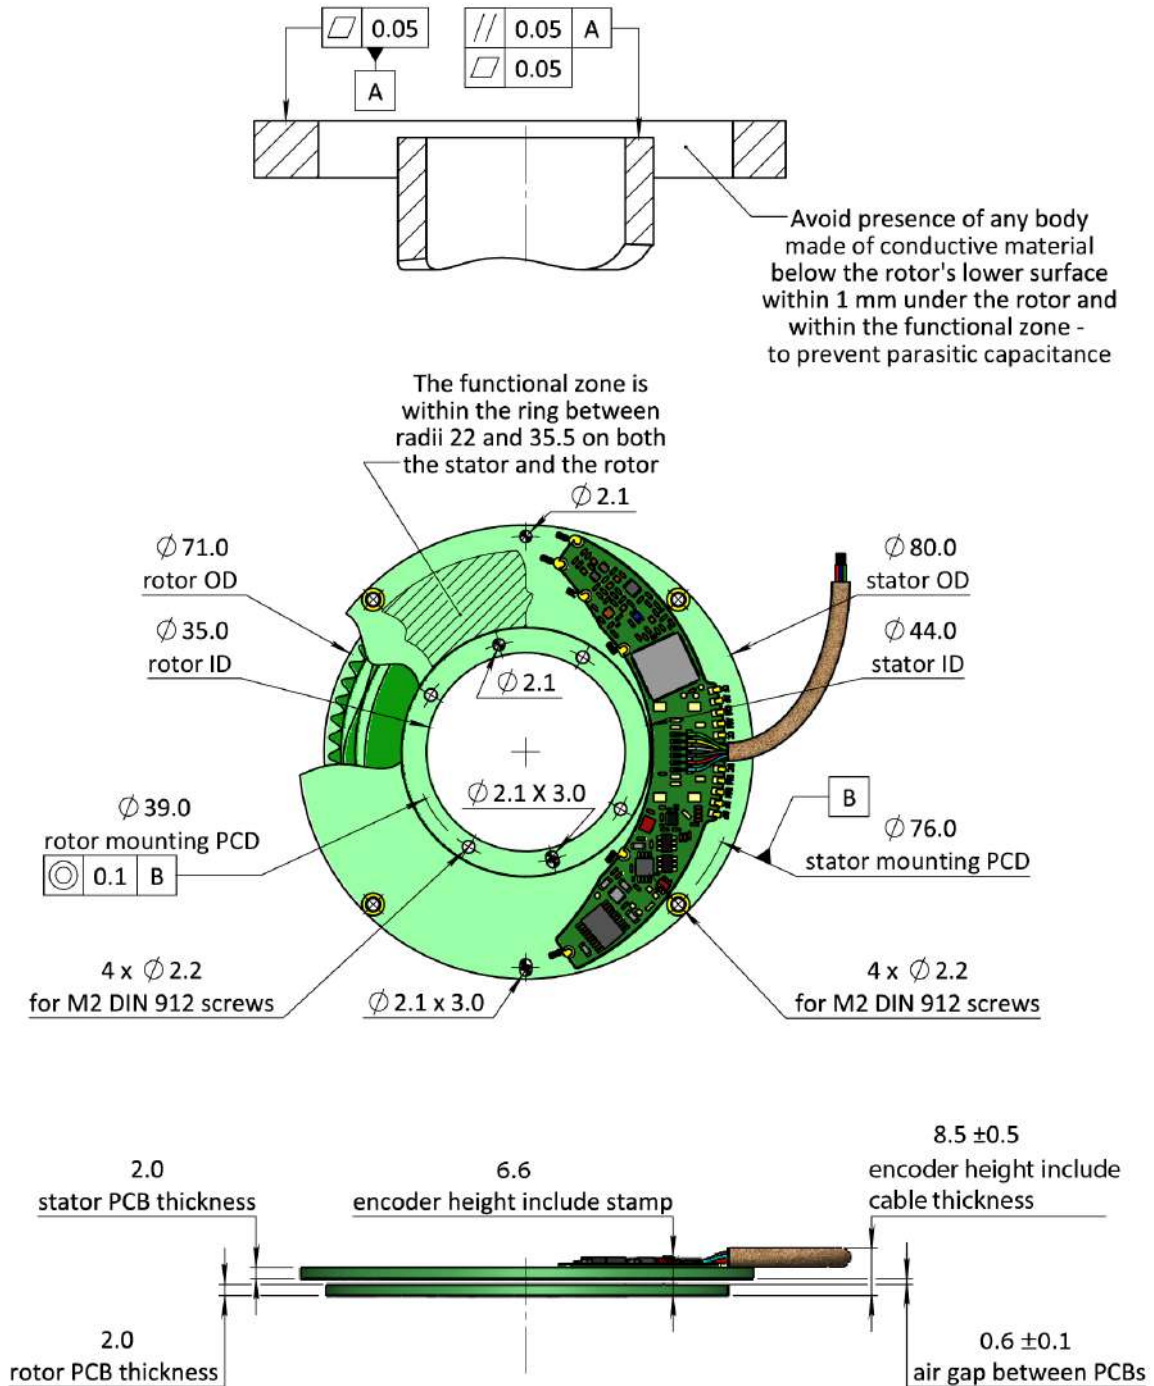 0.05
A
// 0.05 A
0.05
Avoid presence of any body
made of conductive material
below the rotor's lower surface
within 1 mm under the rotor and
within the functional zone -
to prevent parasitic capacitance
The functional zone is
within the ring between
radii 22 and 35.5 on both
the stator and the rotor
∅ 2.1
∅ 71.0
rotor OD
∅ 80.0
stator OD
∅ 35.0
rotor ID
∅ 44.0
stator ID
∅ 2.1
∅ 2.1 X 3.0
∅ 39.0
rotor mounting PCD
◎ 0.1 B
B
∅ 76.0
stator mounting PCD
4 x ∅ 2.2
for M2 DIN 912 screws
∅ 2.1 x 3.0
4 x ∅ 2.2
for M2 DIN 912 screws
2.0
stator PCB thickness
6.6
encoder height include stamp
8.5 ±0.5
encoder height include
cable thickness
2.0
rotor PCB thickness
0.6 ±0.1
air gap between PCBs